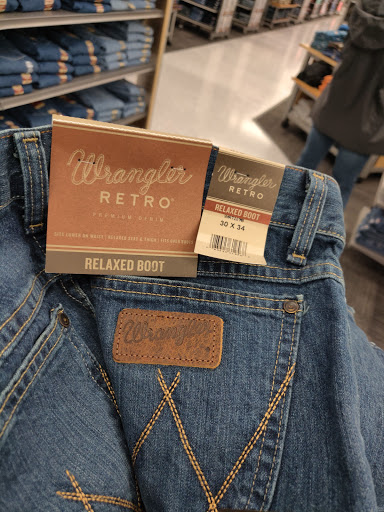 Wrangler
RETRO®
PREMIUM DENIM
RELAXED BOOT
Wrangler
RETRO
RELAXED BOOT
30 X 34
Wrangler